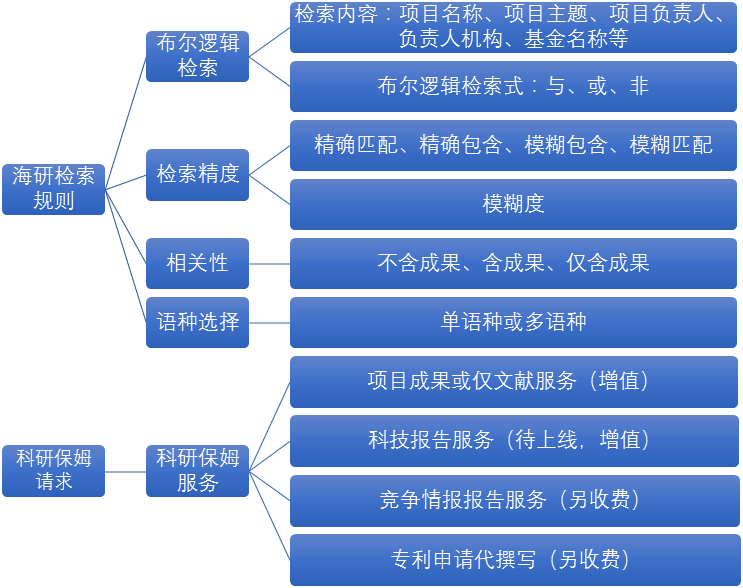 海研检索
规则
布尔逻辑
检索
检索内容：项目名称、项目主题、项目负责人、
负责人机构、基金名称等
布尔逻辑检索式：与、或、非
检索精度
精确匹配、精确包含、模糊包含、模糊匹配
模糊度
相关性
不含成果、含成果、仅含成果
语种选择
单语种或多语种
科研保姆
请求
科研保姆
服务
项目成果或仅文献服务（增值）
科技报告服务（待上线，增值）
竞争情报报告服务（另收费）
专利申请代撰写（另收费）